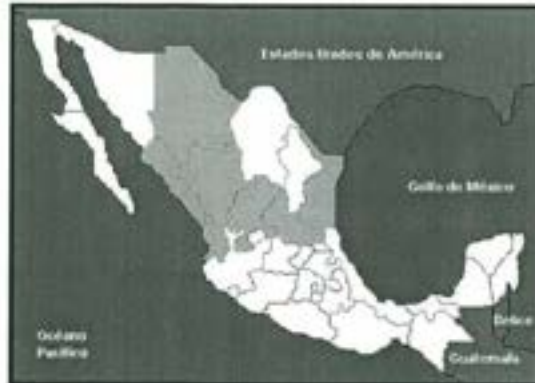 Estados Unidos de América
Golfo de México
Océano
Pacífico
Belice
Guatemala